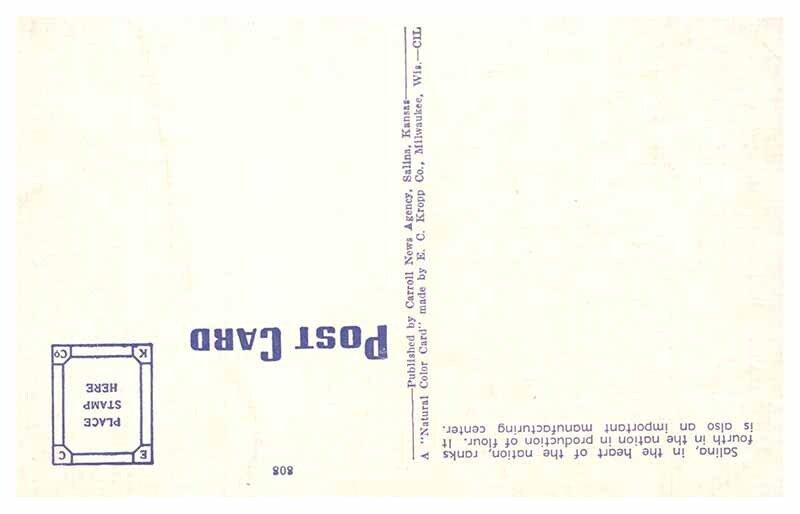 Salina, in the heart of the nation, ranks
fourth in the nation in production of flour. It
is also an important manufacturing center.
808
E
C
PLACE
STAMP
HERE
K
Co
POST CARD
Published by Carroll News Agency, Salina, Kansas
A "Natural Color Card" made by E. C. Kropp Co., Milwaukee, Wis.—CIL